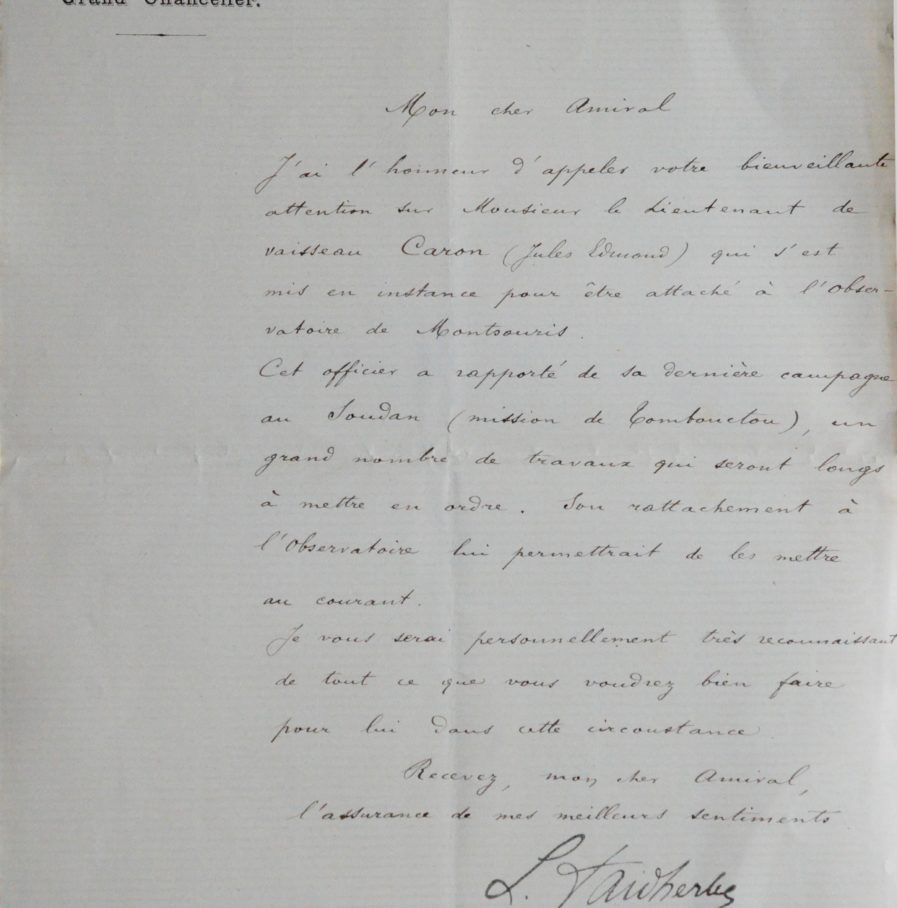 Grand Chancelier.
Mon cher Amiral
J'ai l'honneur d'appeler votre bienveillante
attention sur Monsieur le Lieutenant de
vaisseau Caron (Jules Edmond) qui s'est
mis en instance pour être attaché à l'Obser-
vatoire de Montsouris.
Cet officier a rapporté de sa dernière campagne
au Soudan (mission de Tombouctou), un
grand nombre de travaux qui seront longs
à mettre en ordre. Son rattachement à
l'Observatoire lui permettrait de les mettre
au courant.
Je vous serai personnellement très reconnaissant
de tout ce que vous voudrez bien faire
pour lui dans cette circonstance
Recevez, mon cher Amiral,
l'assurance de mes meilleurs sentiments
L. Faidherbe